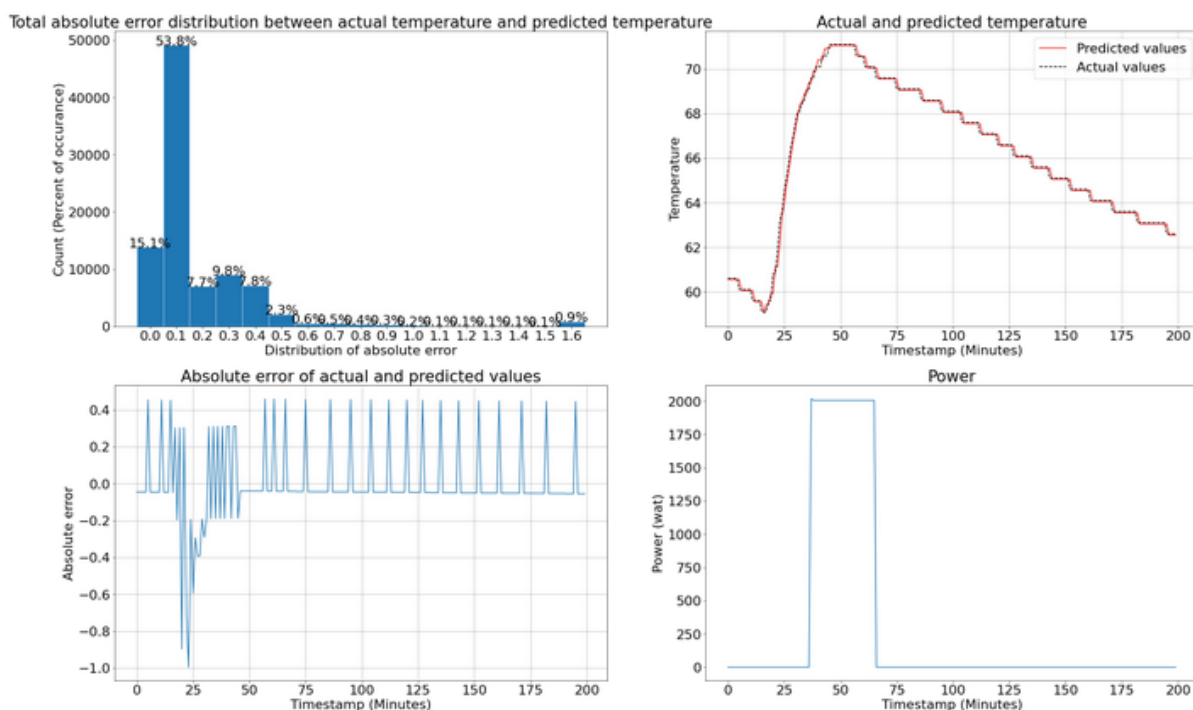 Total absolute error distribution between actual temperature and predicted temperature
50000
40000
30000
20000
10000
0
Count (Percent of occurance)
15.1%
53.8%
7.7%
9.8%
7.8%
2.3%
0.6%
0.5%
0.4%
0.3%
0.2%
0.1%
0.1%
0.1%
0.1%
0.1%
0.9%
0.0 0.1 0.2 0.3 0.4 0.5 0.6 0.7 0.8 0.9 1.0 1.1 1.2 1.3 1.4 1.5 1.6
Distribution of absolute error
Actual and predicted temperature
Predicted values
Actual values
70
68
66
64
62
60
Temperature
0 25 50 75 100 125 150 175 200
Timestamp (Minutes)
Absolute error of actual and predicted values
0.4
0.2
0.0
−0.2
−0.4
−0.6
−0.8
−1.0
Absolute error
0 25 50 75 100 125 150 175 200
Timestamp (Minutes)
Power
2000
1750
1500
1250
1000
750
500
250
0
Power (wat)
0 25 50 75 100 125 150 175 200
Timestamp (Minutes)